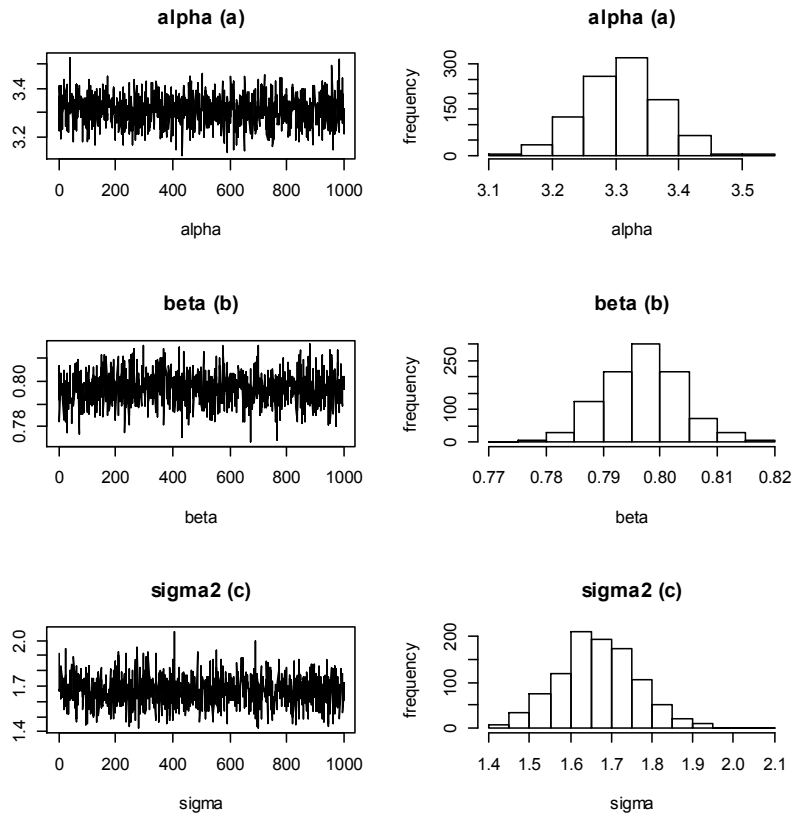 alpha (a)
3.2 3.4
0 200 400 600 800 1000
alpha
alpha (a)
frequency
0 150 300
3.1 3.2 3.3 3.4 3.5
alpha
beta (b)
0.78 0.80
0 200 400 600 800 1000
beta
beta (b)
frequency
0 100 250
0.77 0.78 0.79 0.80 0.81 0.82
beta
sigma2 (c)
1.4 1.7 2.0
0 200 400 600 800 1000
sigma
sigma2 (c)
frequency
0 100 200
1.4 1.5 1.6 1.7 1.8 1.9 2.0 2.1
sigma